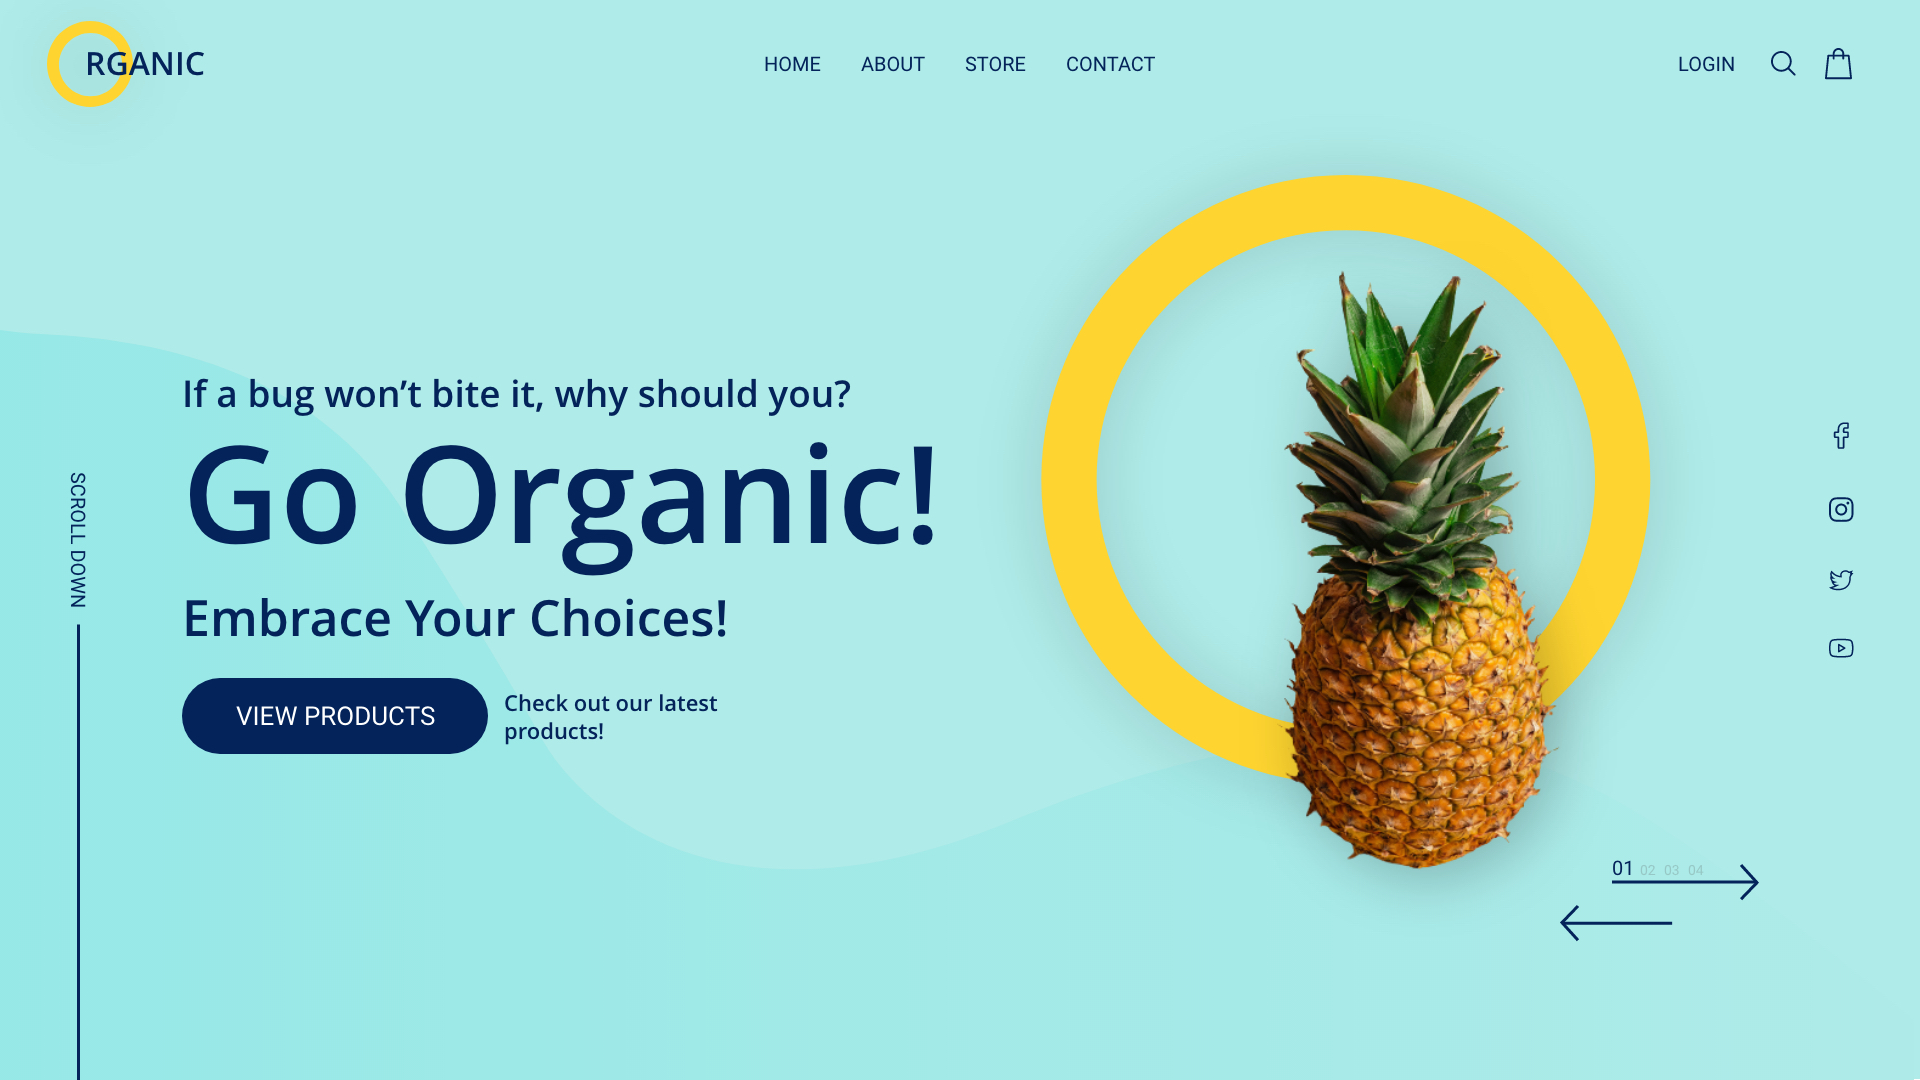 RGANIC
HOME ABOUT STORE CONTACT
LOGIN
If a bug won’t bite it, why should you?
Go Organic!
Embrace Your Choices!
VIEW PRODUCTS
Check out our latest
products!
SCROLL DOWN
01 02 03 04